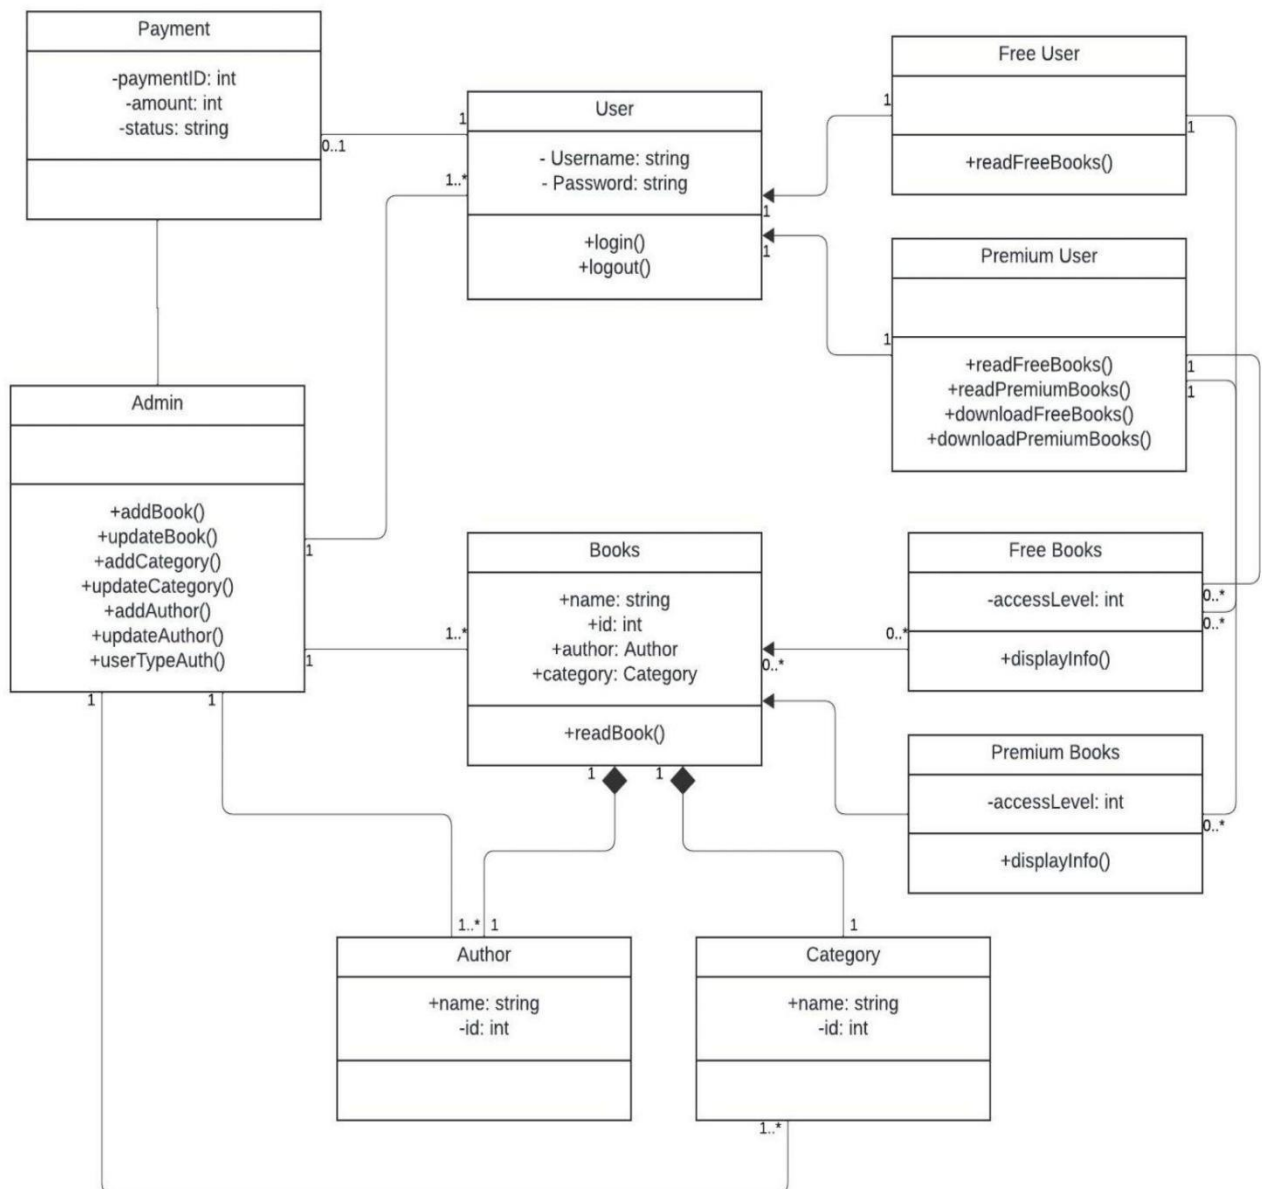 Payment
-paymentID: int
-amount: int
-status: string
0..1
1
User
- Username: string
- Password: string
+login()
+logout()
1..*
1
1
Free User
+readFreeBooks()
1
1
Premium User
+readFreeBooks()
+readPremiumBooks()
+downloadFreeBooks()
+downloadPremiumBooks()
1
1
1
Admin
+addBook()
+updateBook()
+addCategory()
+updateCategory()
+addAuthor()
+updateAuthor()
+userTypeAuth()
1
1
1
1
Books
+name: string
+id: int
+author: Author
+category: Category
+readBook()
1..*
0..*
1
1
Free Books
-accessLevel: int
+displayInfo()
0..*
0..*
0..*
Premium Books
-accessLevel: int
+displayInfo()
0..*
1..*
1
Author
+name: string
-id: int
1
Category
+name: string
-id: int
1..*